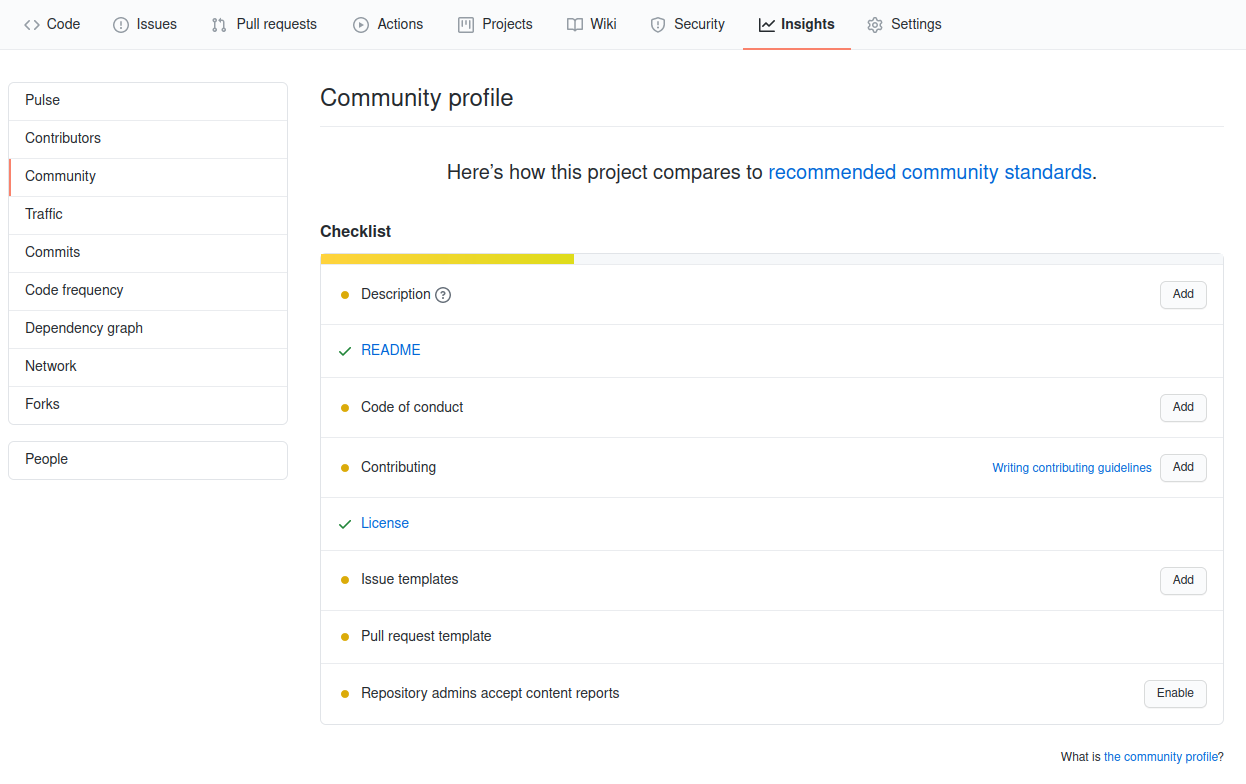 Code Issues Pull requests Actions Projects Wiki Security Insights Settings
Pulse
Contributors
Community
Traffic
Commits
Code frequency
Dependency graph
Network
Forks
People
Community profile
Here’s how this project compares to recommended community standards.
Checklist
Description ? Add
README
Code of conduct Add
Contributing Writing contributing guidelines Add
License
Issue templates Add
Pull request template
Repository admins accept content reports Enable
What is the community profile?